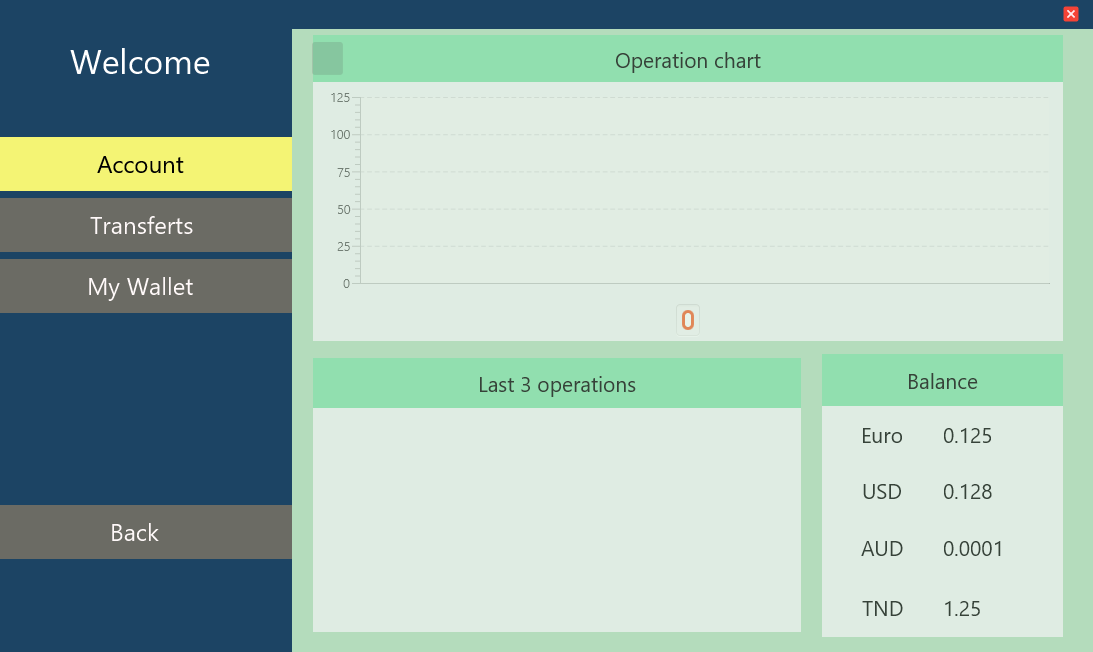 Welcome
Account
Transferts
My Wallet
Back
Operation chart
125
100
75
50
25
0
0
Last 3 operations
Balance
Euro 0.125
USD 0.128
AUD 0.0001
TND 1.25